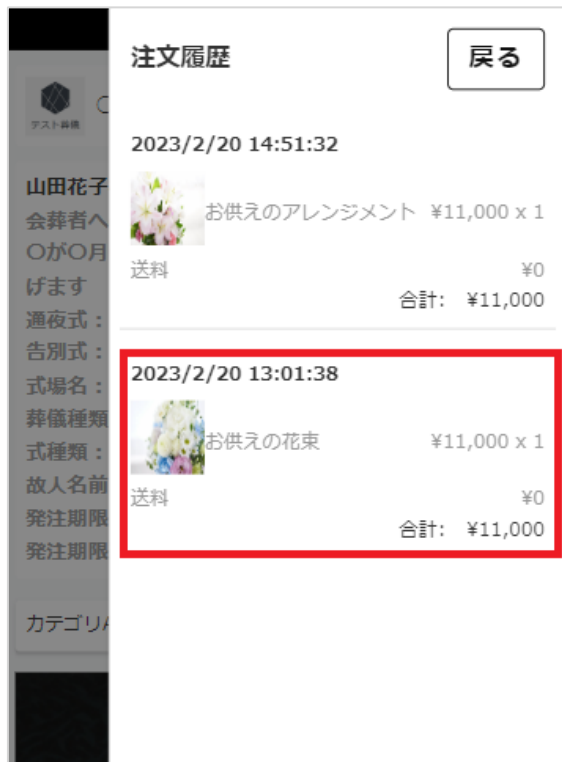 注文履歴
戻る
2023/2/20 14:51:32
お供えのアレンジメント ¥11,000 x 1
送料 ¥0
合計: ¥11,000
2023/2/20 13:01:38
お供えの花束 ¥11,000 x 1
送料 ¥0
合計: ¥11,000
テスト葬儀
山田花子
会葬者へ
〇が〇月
げます
通夜式：
告別式：
式場名：
葬儀種類
式種類：
故人名前
発注期限
発注期限
カテゴリ